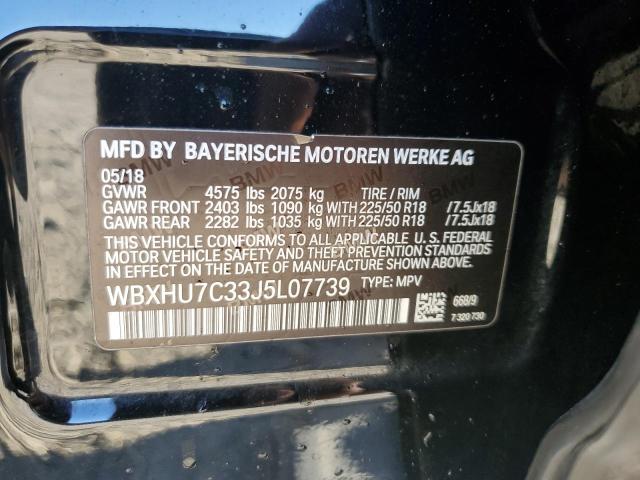 MFD BY BAYERISCHE MOTOREN WERKE AG
05/18
GVWR 4575 lbs 2075 kg TIRE / RIM
GAWR FRONT 2403 lbs 1090 kg WITH 225/50 R18 /7.5Jx18
GAWR REAR 2282 lbs 1035 kg WITH 225/50 R18 /7.5Jx18
THIS VEHICLE CONFORMS TO ALL APPLICABLE U. S. FEDERAL
MOTOR VEHICLE SAFETY, BUMPER AND THEFT PREVENTION STANDARDS
IN EFFECT ON THE DATE OF MANUFACTURE SHOWN ABOVE.
WBXHU7C33J5L07739 TYPE: MPV
668/9
7 320 730